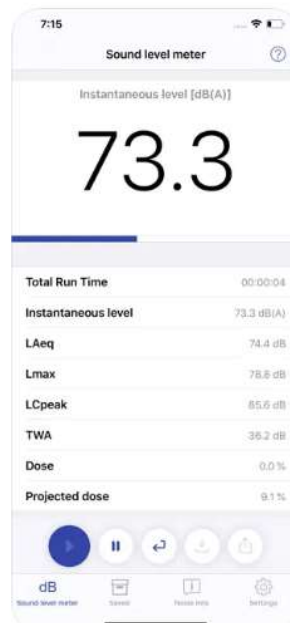 7:15
Sound level meter
Instantaneous level [dB(A)]
73.3
Total Run Time 00:00:04
Instantaneous level 73.3 dB(A)
LAeq 74.4 dB
Lmax 78.8 dB
LCpeak 85.6 dB
TWA 36.2 dB
Dose 0.0 %
Projected dose 9.1 %
dB
Sound level meter Saved Noise Info Settings